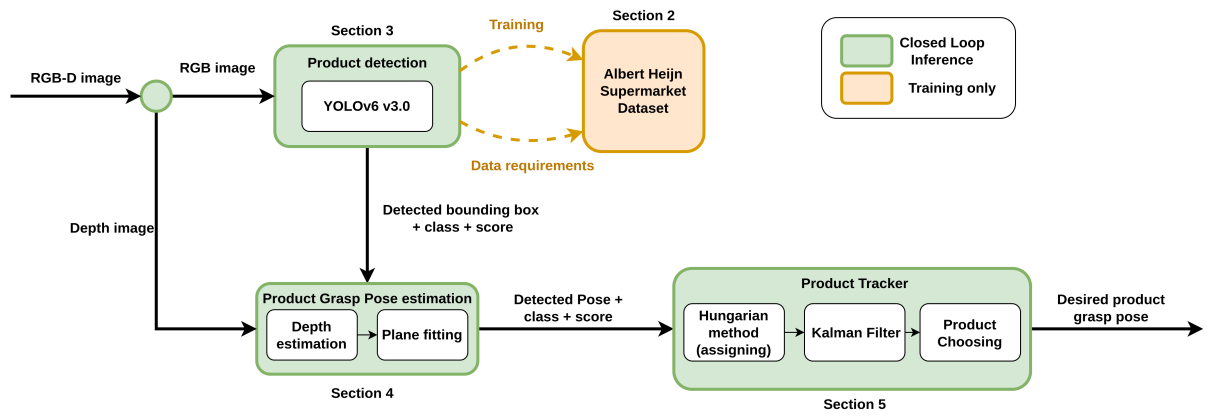 Section 2
Section 3
Training
RGB-D image
RGB image
Product detection
YOLOv6 v3.0
Albert Heijn
Supermarket
Dataset
Closed Loop
Inference
Training only
Data requirements
Depth image
Detected bounding box
+ class + score
Product Grasp Pose estimation
Depth
estimation
Plane fitting
Detected Pose +
class + score
Product Tracker
Hungarian
method
(assigning)
Kalman Filter
Product
Choosing
Desired product
grasp pose
Section 4
Section 5